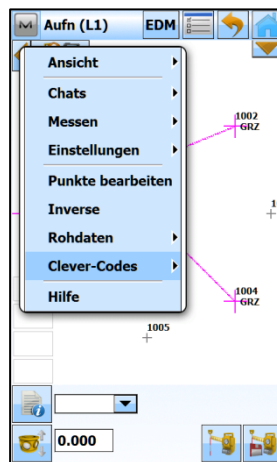 Aufn (L1) EDM
Ansicht
Chats
Messen
Einstellungen
Punkte bearbeiten
Inverse
Rohdaten
Clever-Codes
Hilfe
1002
GRZ
1004
GRZ
1005
0.000